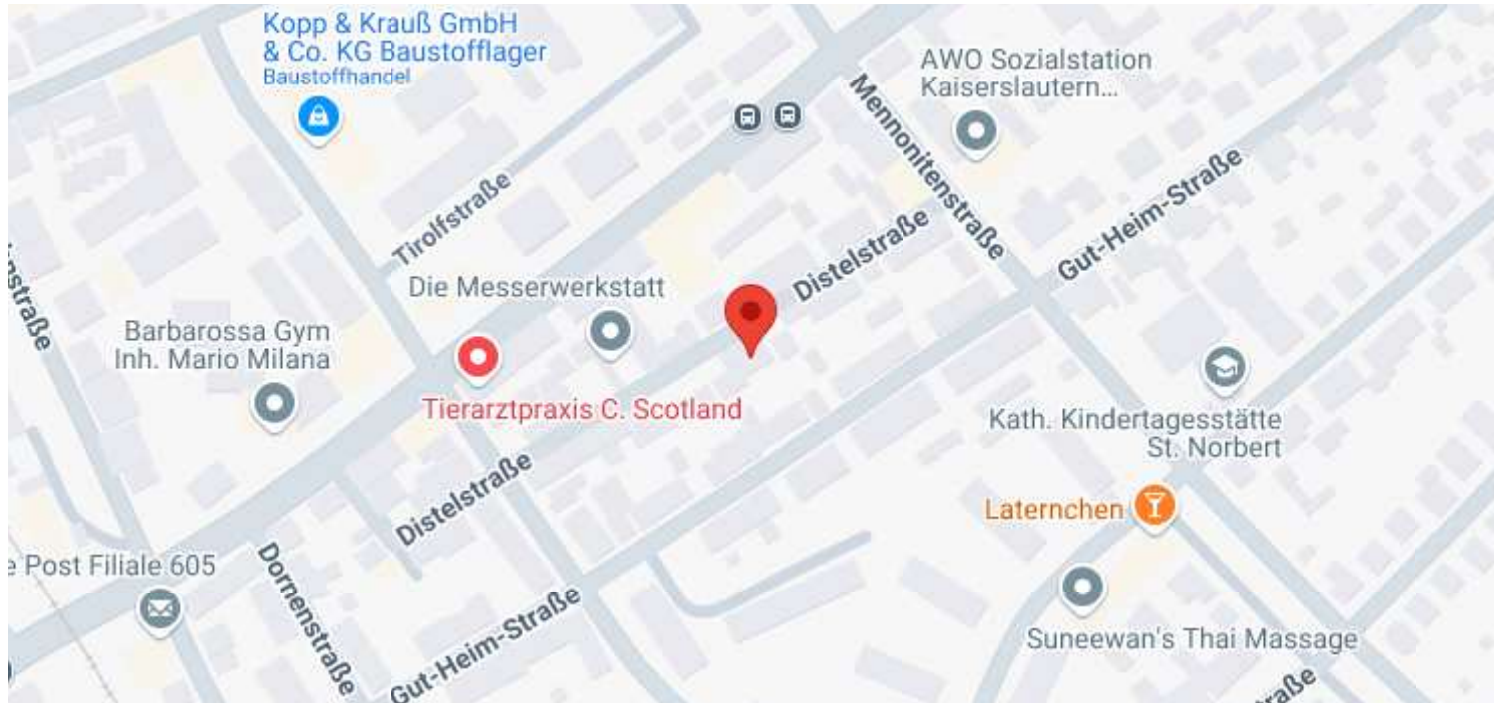 Kopp & Krauß GmbH
& Co. KG Baustofflager
Baustoffhandel
AWO Sozialstation
Kaiserslautern...
Mennonitenstraße
Tirolfstraße
Gut-Heim-Straße
Distelstraße
Die Messerwerkstatt
Barbarossa Gym
Inh. Mario Milana
Tierarztpraxis C. Scotland
Kath. Kindertagesstätte
St. Norbert
Distelstraße
Laternchen
e Post Filiale 605
Dornenstraße
Gut-Heim-Straße
Suneewan's Thai Massage